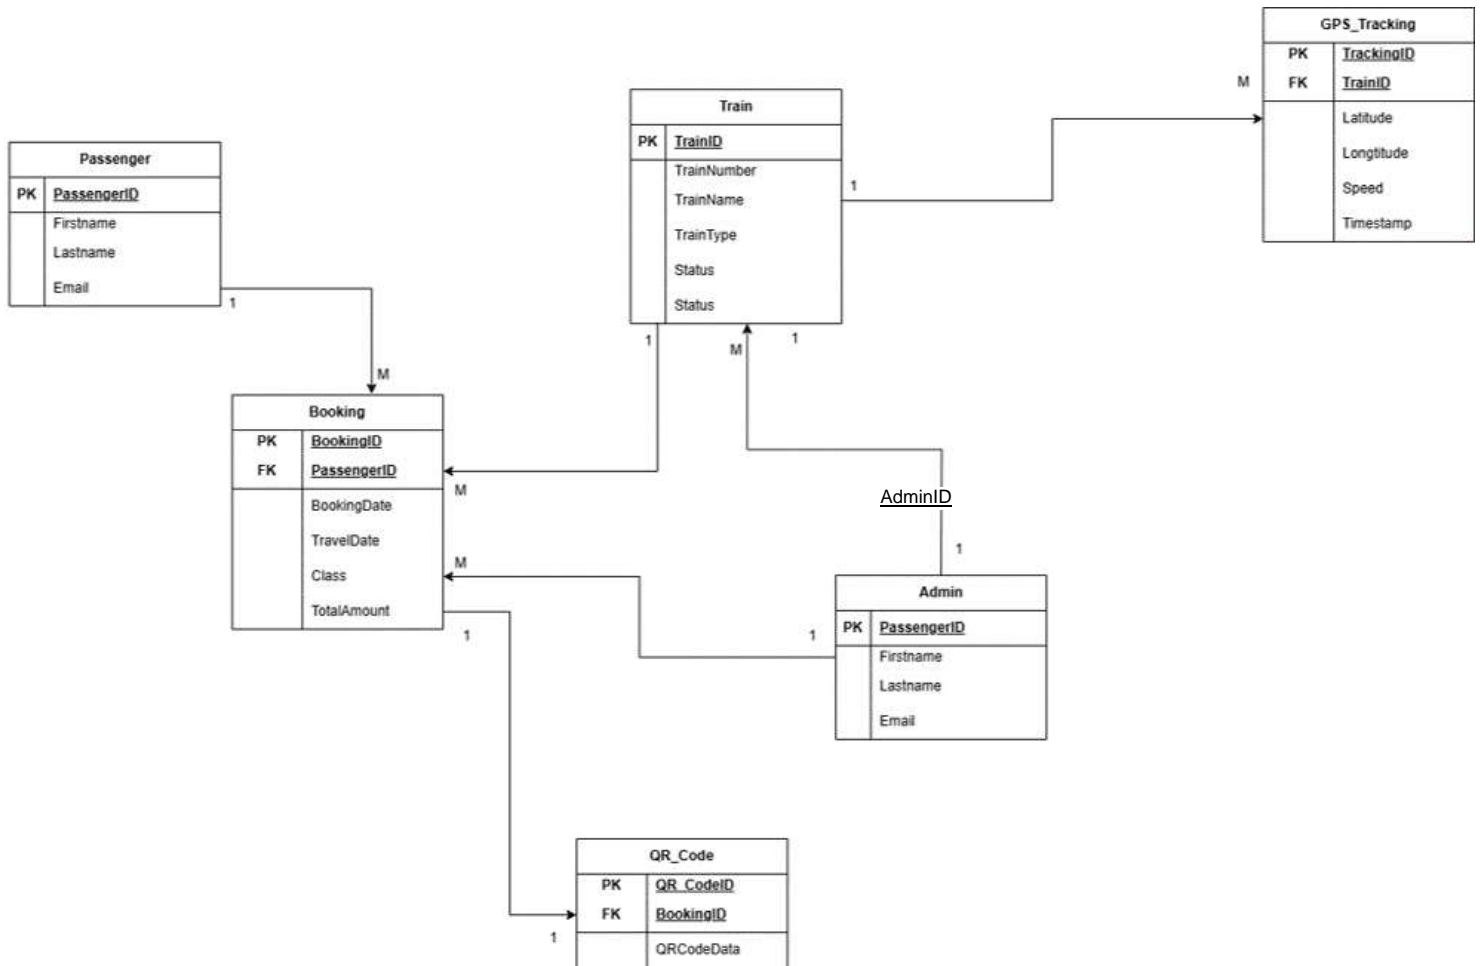 GPS_Tracking
PK TrackingID
FK TrainID
Latitude
Longtitude
Speed
Timestamp
M
Train
PK TrainID
TrainNumber
TrainName
TrainType
Status
Status
1
1
M
1
Passenger
PK PassengerID
Firstname
Lastname
Email
1
M
Booking
PK BookingID
FK PassengerID
BookingDate
TravelDate
Class
TotalAmount
M
M
1
AdminID
1
Admin
PK PassengerID
Firstname
Lastname
Email
1
QR_Code
PK QR_CodeID
FK BookingID
QRCodeData
1